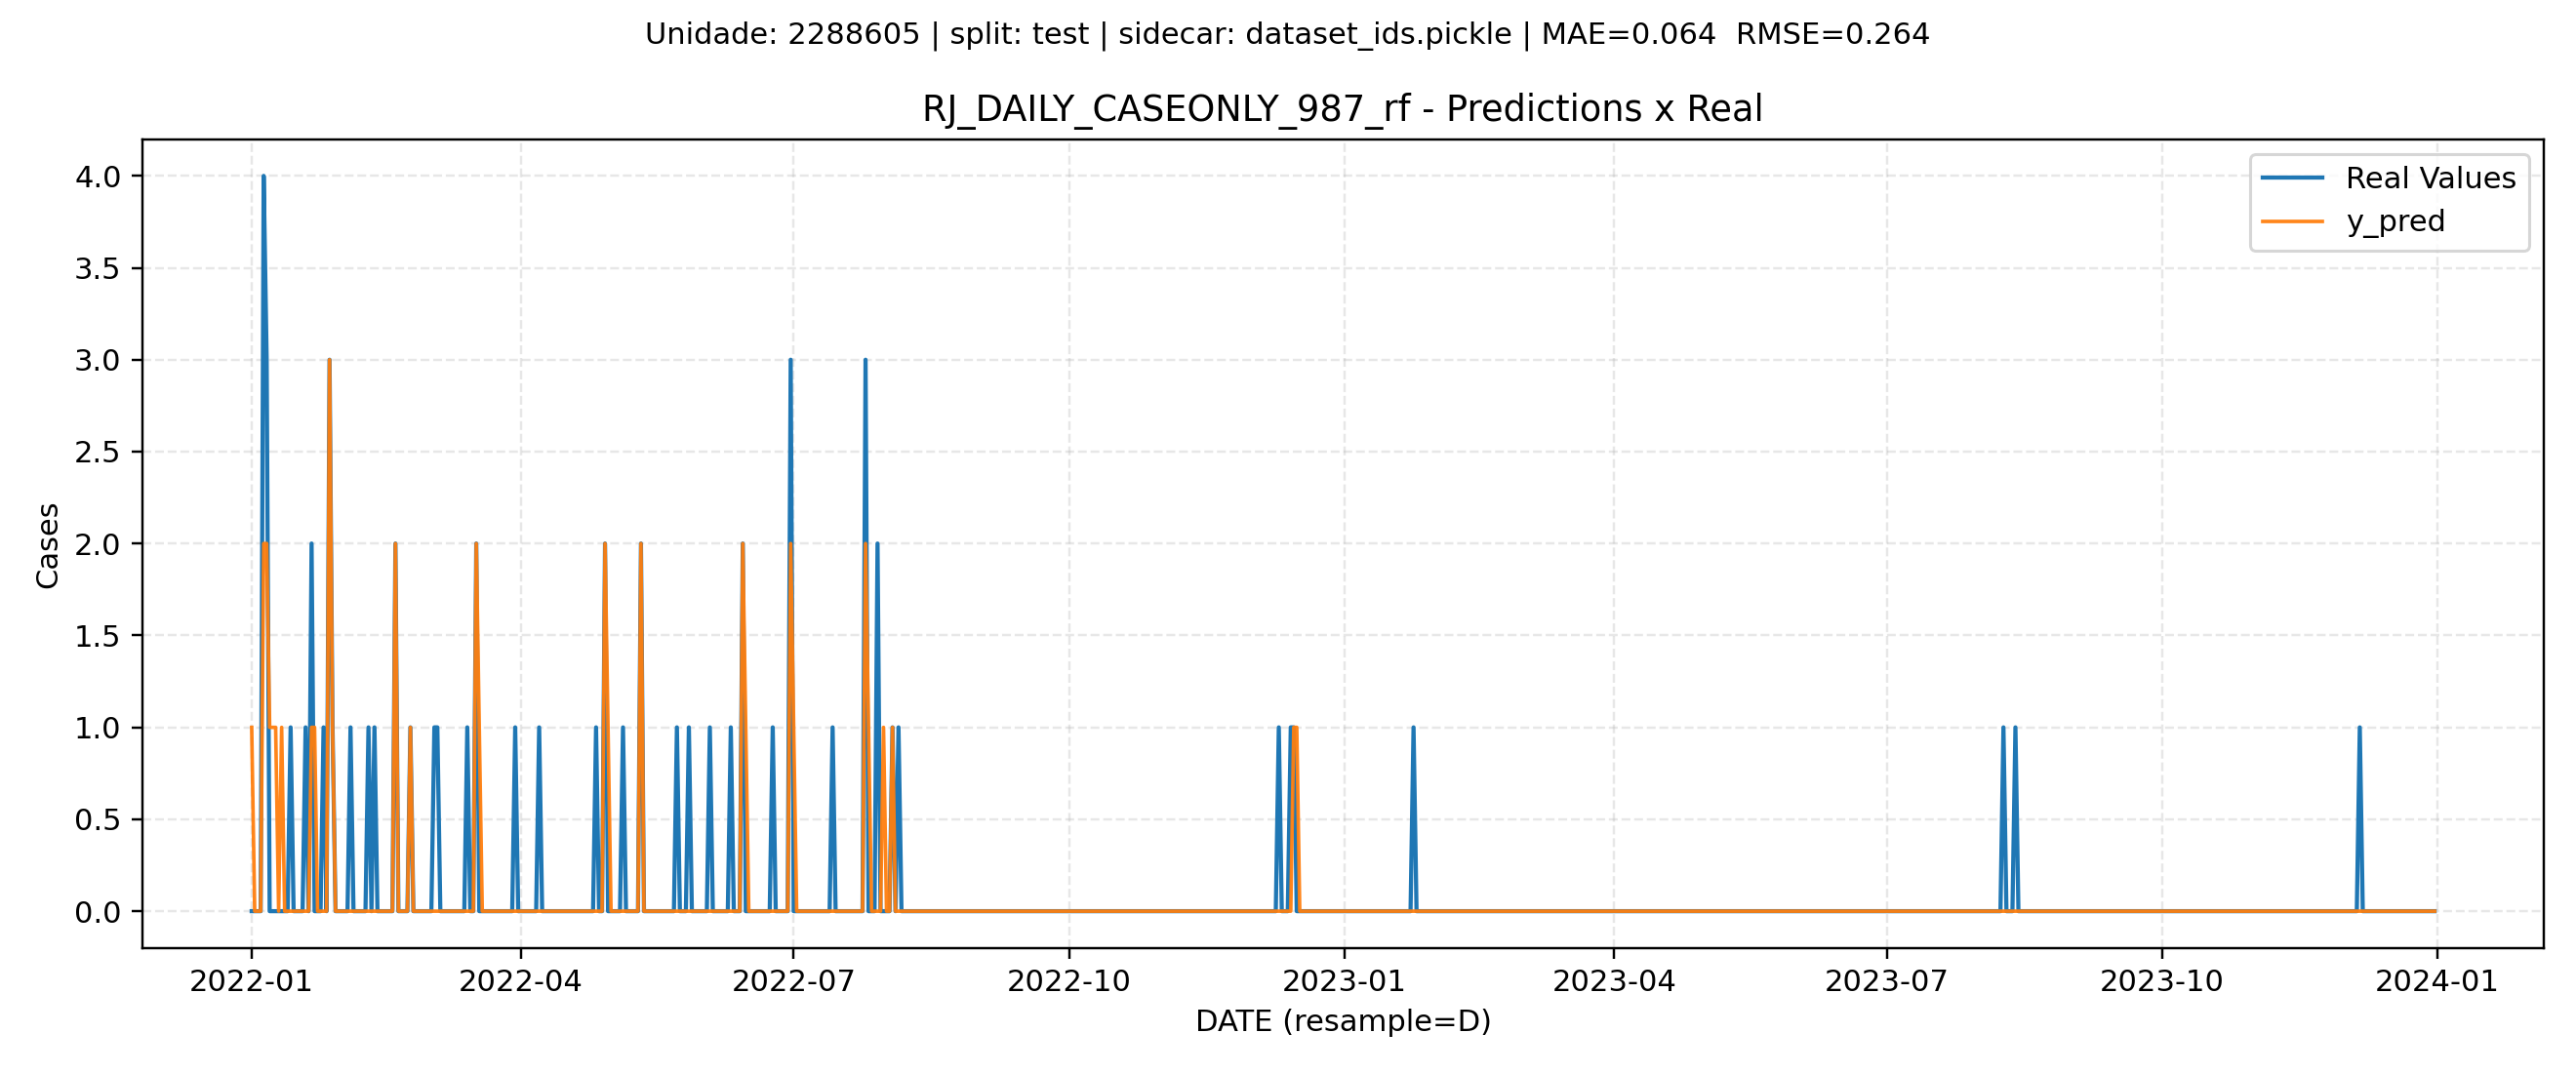 Unidade: 2288605 | split: test | sidecar: dataset_ids.pickle | MAE=0.064  RMSE=0.264
RJ_DAILY_CASEONLY_987_rf - Predictions x Real
Real Values
y_pred
Cases
4.0
3.5
3.0
2.5
2.0
1.5
1.0
0.5
0.0
2022-01 2022-04 2022-07 2022-10 2023-01 2023-04 2023-07 2023-10 2024-01
DATE (resample=D)